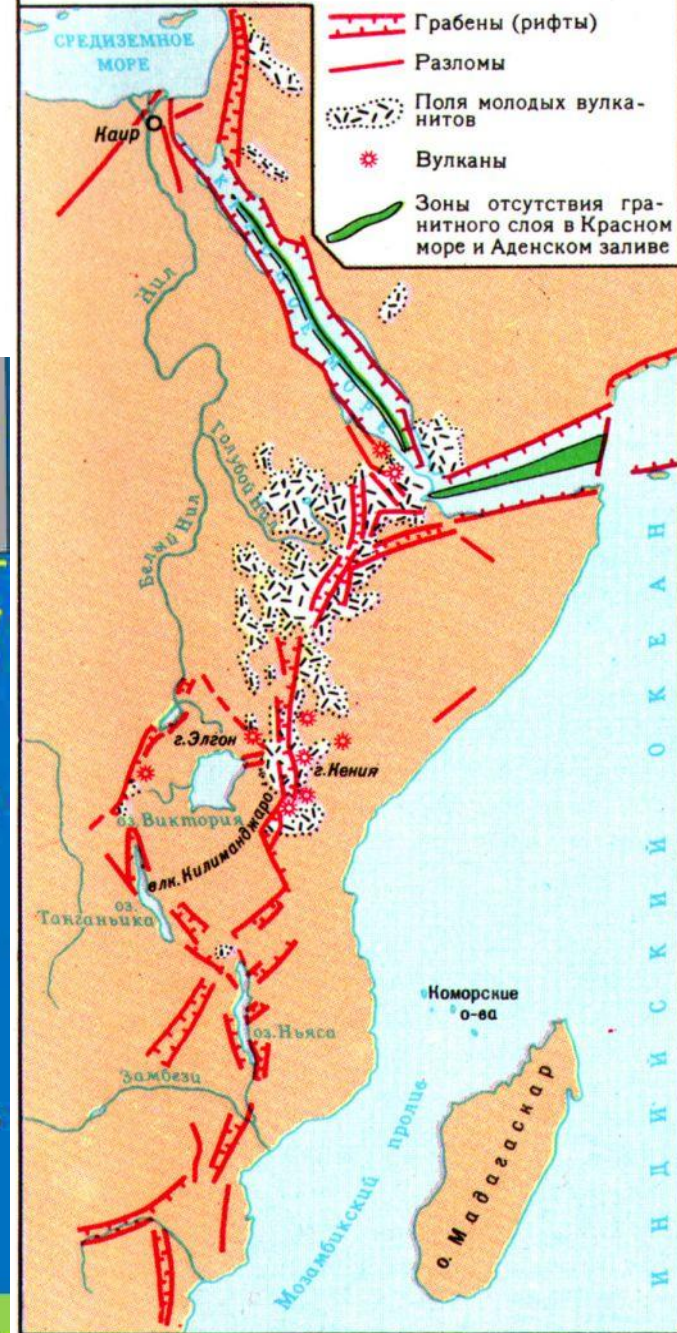 Грабены (рифты)
Разломы
Поля молодых вулка-
нитов
Вулканы
Зоны отсутствия гра-
нитного слоя в Красном
море и Аденском заливе
СРЕДИЗЕМНОЕ
МОРЕ
Каир
КРАСНОЕ МОРЕ
Нил
Голубой Нил
Белый Нил
г. Элгон
г. Кения
оз. Виктория
влк. Килиманджаро
оз.
Танганьика
оз. Ньяса
Замбези
Коморские
о-ва
Мозамбикский пролив
о. Мадагаскар
ИНДИЙСКИЙ ОКЕАН